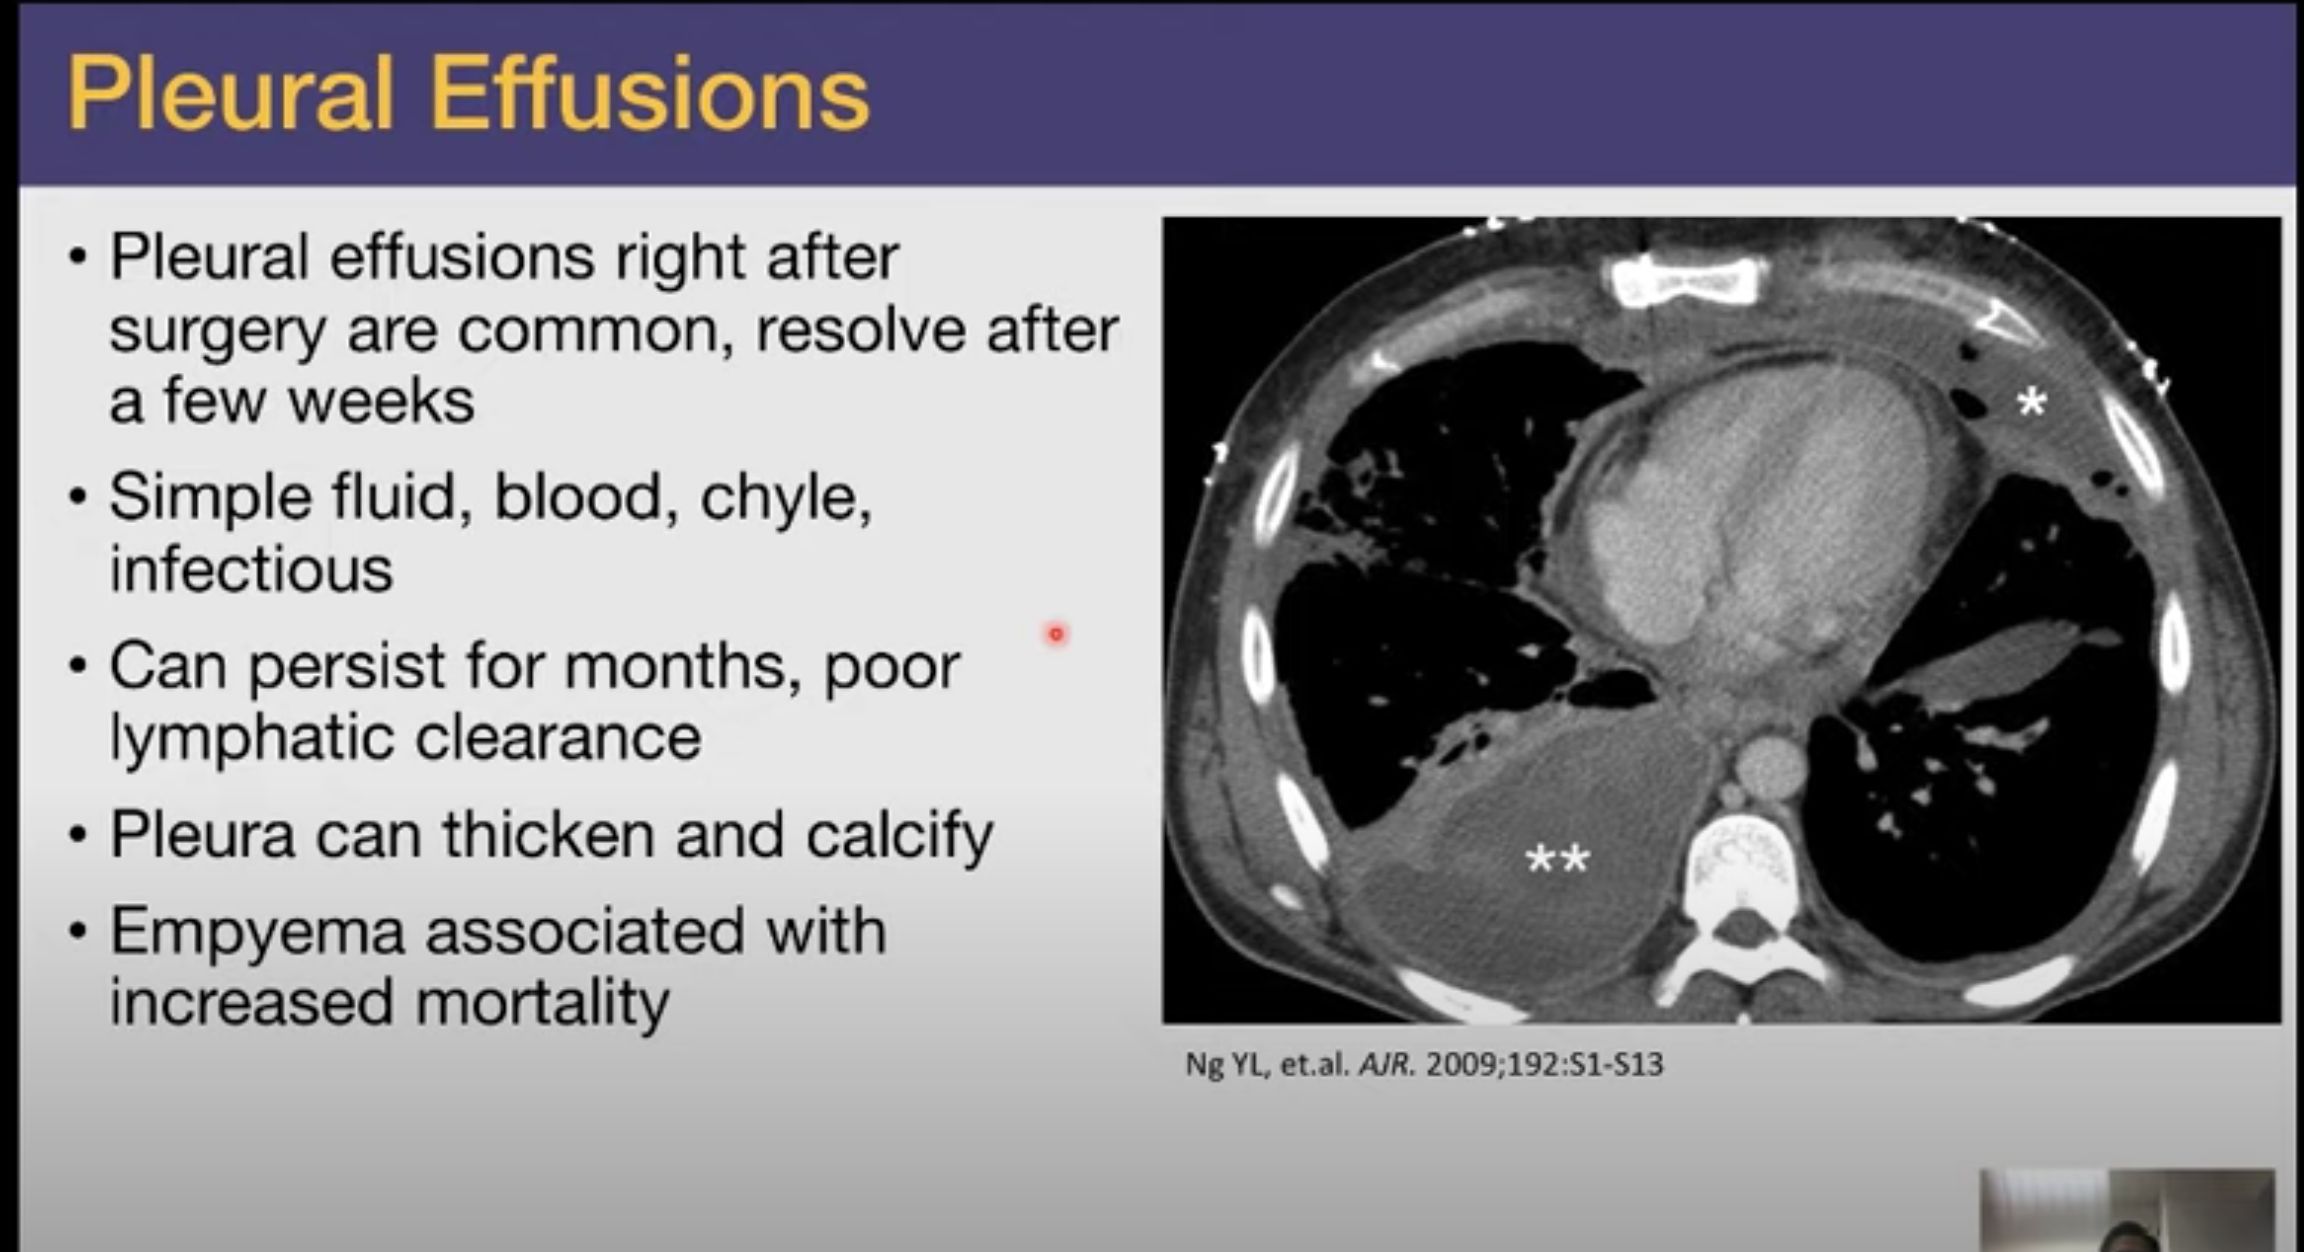 Pleural Effusions
• Pleural effusions right after
surgery are common, resolve after
a few weeks
• Simple fluid, blood, chyle,
infectious
• Can persist for months, poor
lymphatic clearance
• Pleura can thicken and calcify
• Empyema associated with
increased mortality
*
**
Ng YL, et.al. AJR. 2009;192:S1-S13